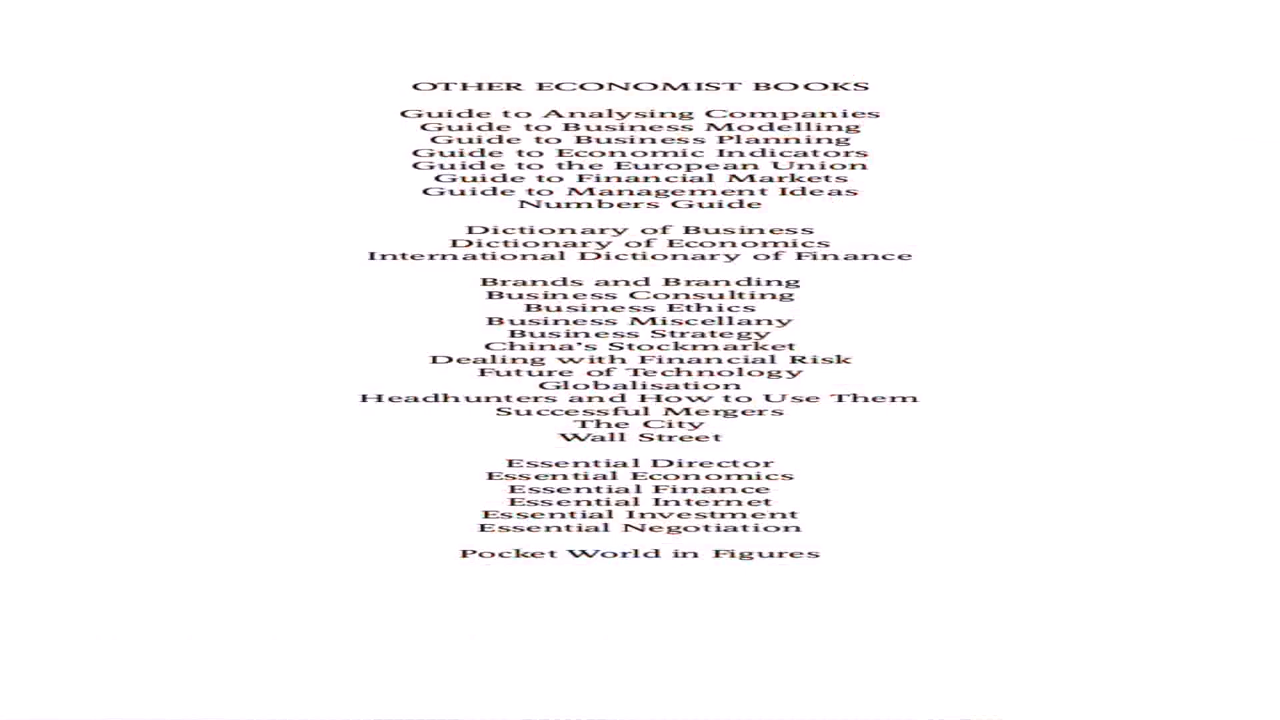 OTHER ECONOMIST BOOKS
Guide to Analysing Companies
Guide to Business Modelling
Guide to Business Planning
Guide to Economic Indicators
Guide to the European Union
Guide to Financial Markets
Guide to Management Ideas
Numbers Guide
Dictionary of Business
Dictionary of Economics
International Dictionary of Finance
Brands and Branding
Business Consulting
Business Ethics
Business Miscellany
Business Strategy
China's Stockmarket
Dealing with Financial Risk
Future of Technology
Globalisation
Headhunters and How to Use Them
Successful Mergers
The City
Wall Street
Essential Director
Essential Economics
Essential Finance
Essential Internet
Essential Investment
Essential Negotiation
Pocket World in Figures